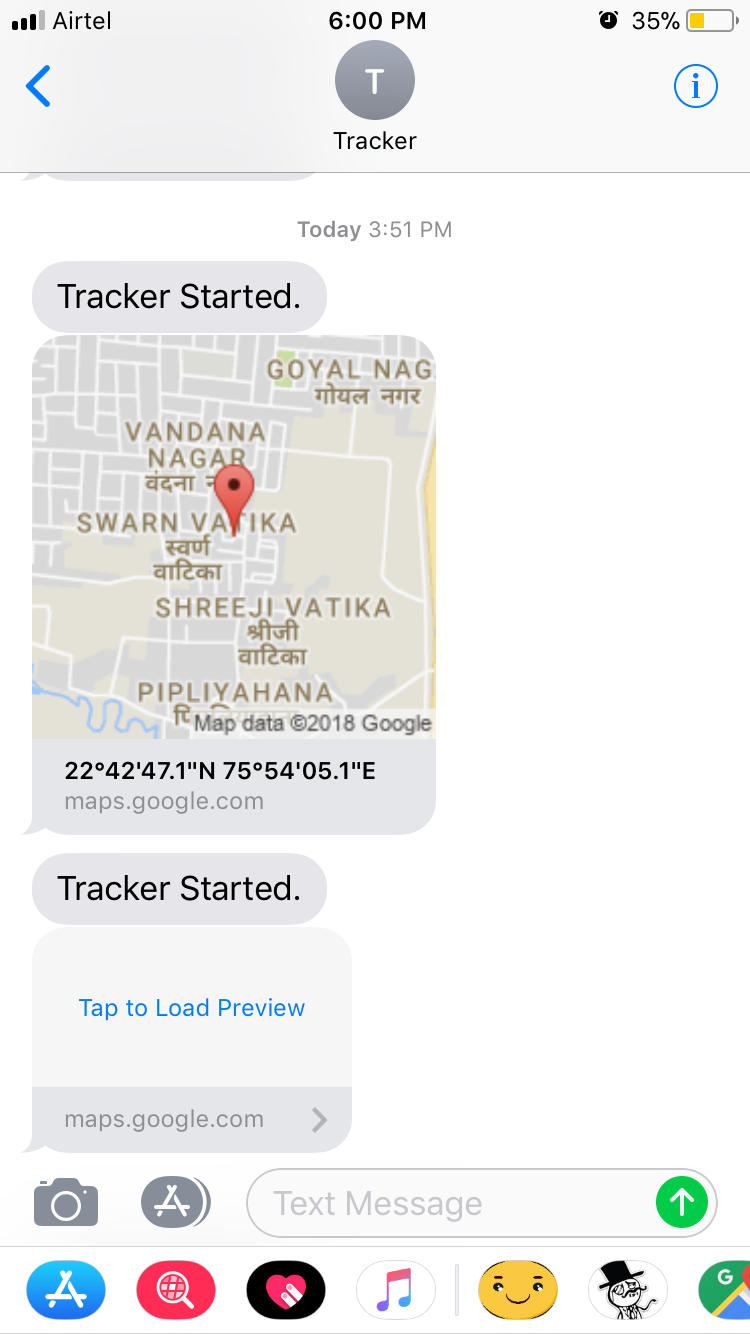 Airtel 6:00 PM 35%
T
i
Tracker
Today 3:51 PM
Tracker Started.
GOYAL NAG
गोयल नगर
VANDANA
NAGAR
वंदना
SWARN VATIKA
स्वर्ण
वाटिका
SHREEJI VATIKA
श्रीजी
वाटिका
PIPLIYAHANA
Map data ©2018 Google
22°42'47.1"N 75°54'05.1"E
maps.google.com
Tracker Started.
Tap to Load Preview
maps.google.com
Text Message
G